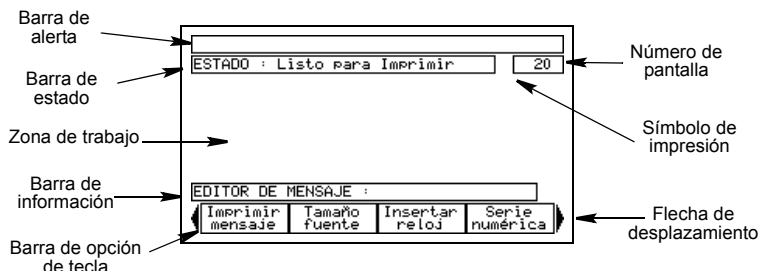 Barra de
alerta
ESTADO : Listo para Imprimir
20
Número de
pantalla
Barra de
estado
Símbolo de
impresión
Zona de trabajo
Barra de
información
EDITOR DE MENSAJE :
Imprimir
mensaje
Tamaño
fuente
Insertar
reloj
Serie
numérica
Flecha de
desplazamiento
Barra de opción
de tecla